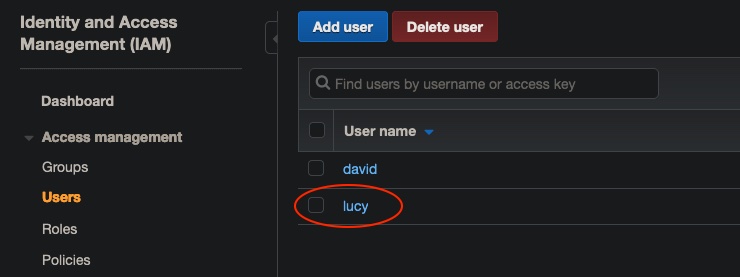 Identity and Access
Management (IAM)
Dashboard
Access management
Groups
Users
Roles
Policies
Add user
Delete user
Find users by username or access key
User name
david
lucy